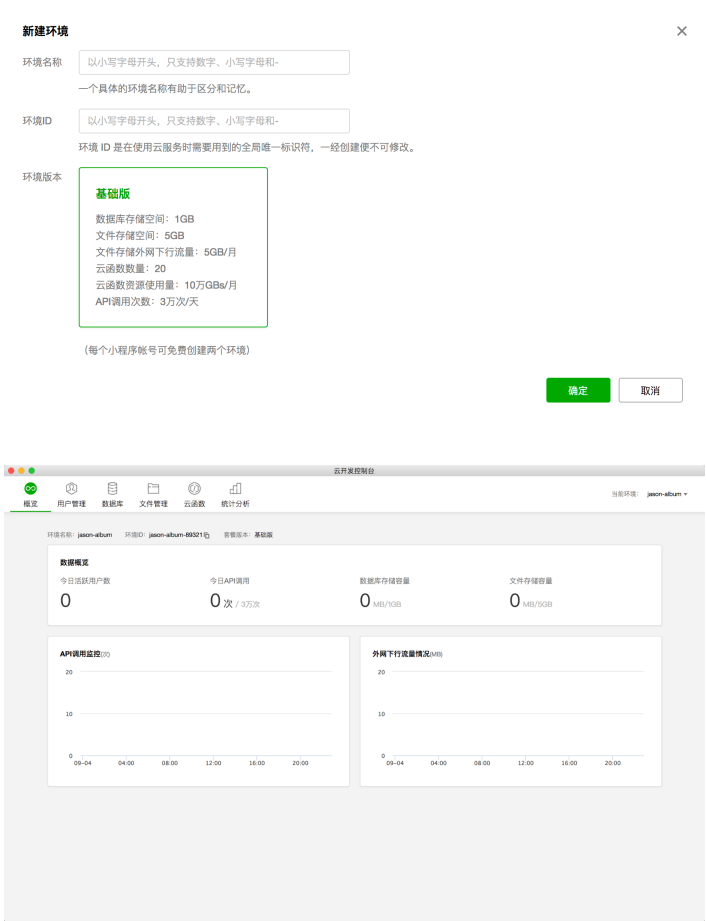 新建环境
环境名称
以小写字母开头，只支持数字、小写字母和-
一个具体的环境名称有助于区分和记忆。
环境ID
以小写字母开头，只支持数字、小写字母和-
环境 ID 是在使用云服务时需要用到的全局唯一标识符，一经创建便不可修改。
环境版本
基础版
数据库存储空间：1GB
文件存储空间：5GB
文件存储外网下行流量：5GB/月
云函数数量：20
云函数资源使用量：10万GBs/月
API调用次数：3万次/天
（每个小程序帐号可免费创建两个环境）
确定 取消
云开发控制台
概览 用户管理 数据库 文件管理 云函数 统计分析
当前环境： jason-album
环境名称：jason-album 环境ID：jason-album-89321 套餐版本：基础版
数据概览
今日活跃用户数 今日API调用 数据库存储容量 文件存储容量
0 0 次 / 3万次 0 MB/1GB 0 MB/5GB
API调用监控(次)
20
10
0
09-04 04:00 08:00 12:00 16:00 20:00
外网下行流量情况(MB)
20
10
0
09-04 04:00 08:00 12:00 16:00 20:00